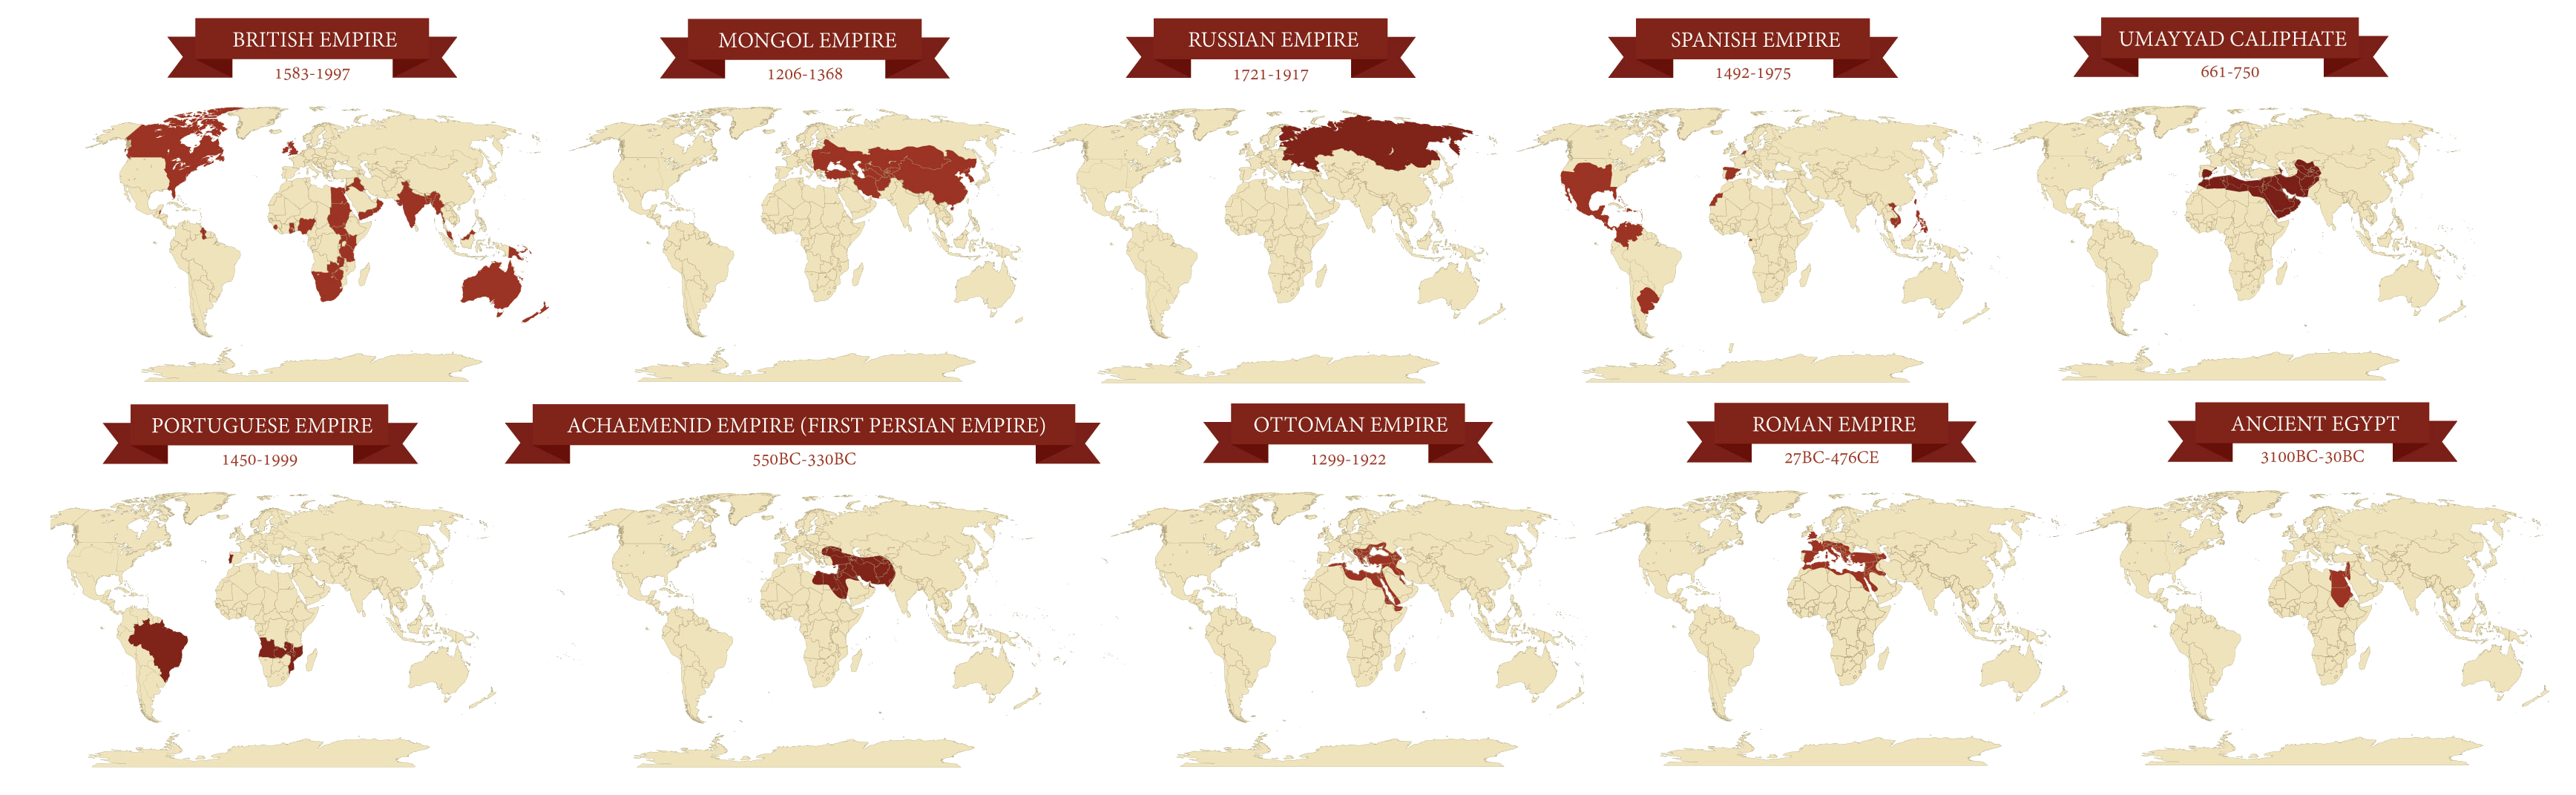 BRITISH EMPIRE
1583-1997
MONGOL EMPIRE
1206-1368
RUSSIAN EMPIRE
1721-1917
SPANISH EMPIRE
1492-1975
UMAYYAD CALIPHATE
661-750
PORTUGUESE EMPIRE
1450-1999
ACHAEMENID EMPIRE (FIRST PERSIAN EMPIRE)
550BC-330BC
OTTOMAN EMPIRE
1299-1922
ROMAN EMPIRE
27BC-476CE
ANCIENT EGYPT
3100BC-30BC